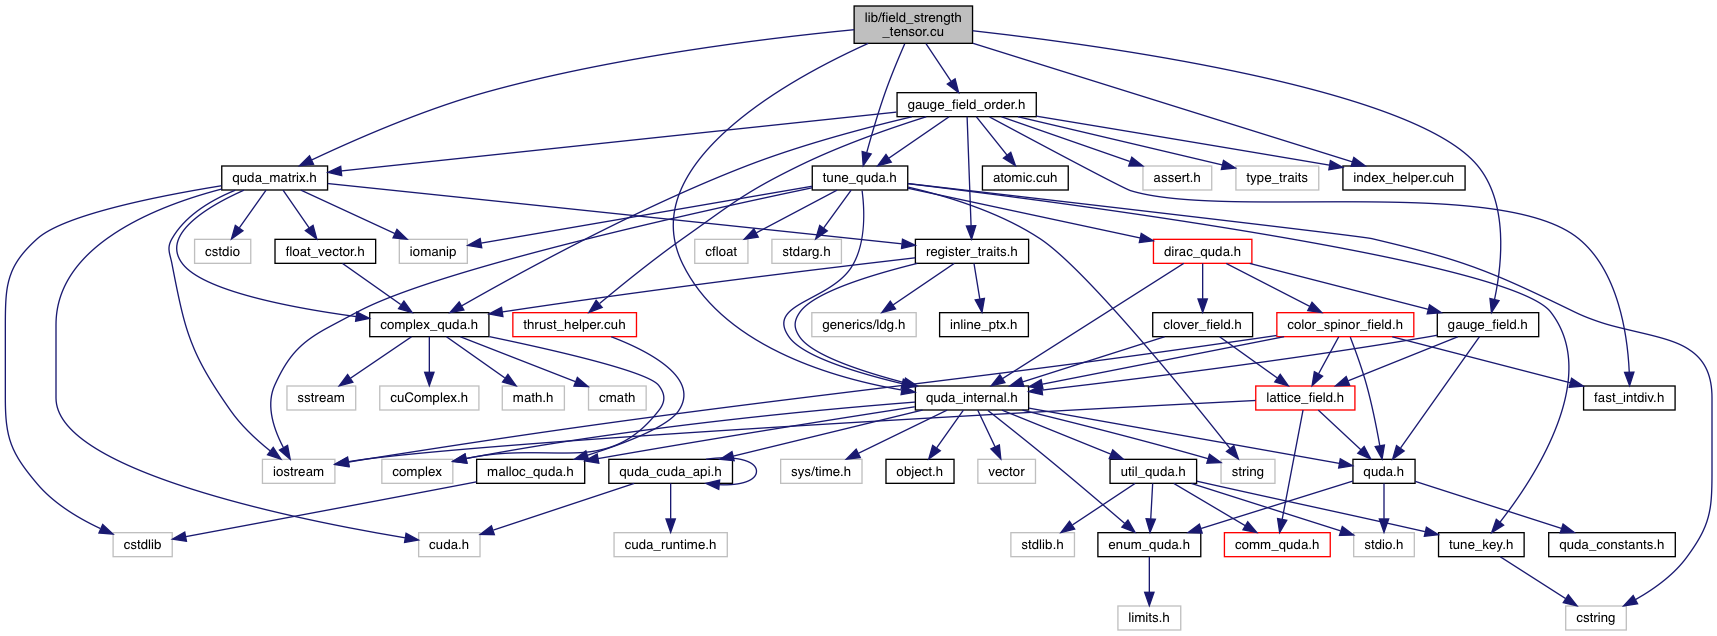 lib/field_strength
_tensor.cu
gauge_field_order.h
quda_matrix.h
tune_quda.h
atomic.cuh
assert.h
type_traits
index_helper.cuh
cstdio
float_vector.h
iomanip
cfloat
stdarg.h
register_traits.h
dirac_quda.h
complex_quda.h
thrust_helper.cuh
generics/ldg.h
inline_ptx.h
clover_field.h
color_spinor_field.h
gauge_field.h
sstream
cuComplex.h
math.h
cmath
quda_internal.h
lattice_field.h
fast_intdiv.h
iostream
complex
malloc_quda.h
quda_cuda_api.h
sys/time.h
object.h
vector
util_quda.h
string
quda.h
cstdlib
cuda.h
cuda_runtime.h
stdlib.h
enum_quda.h
comm_quda.h
stdio.h
tune_key.h
quda_constants.h
limits.h
cstring